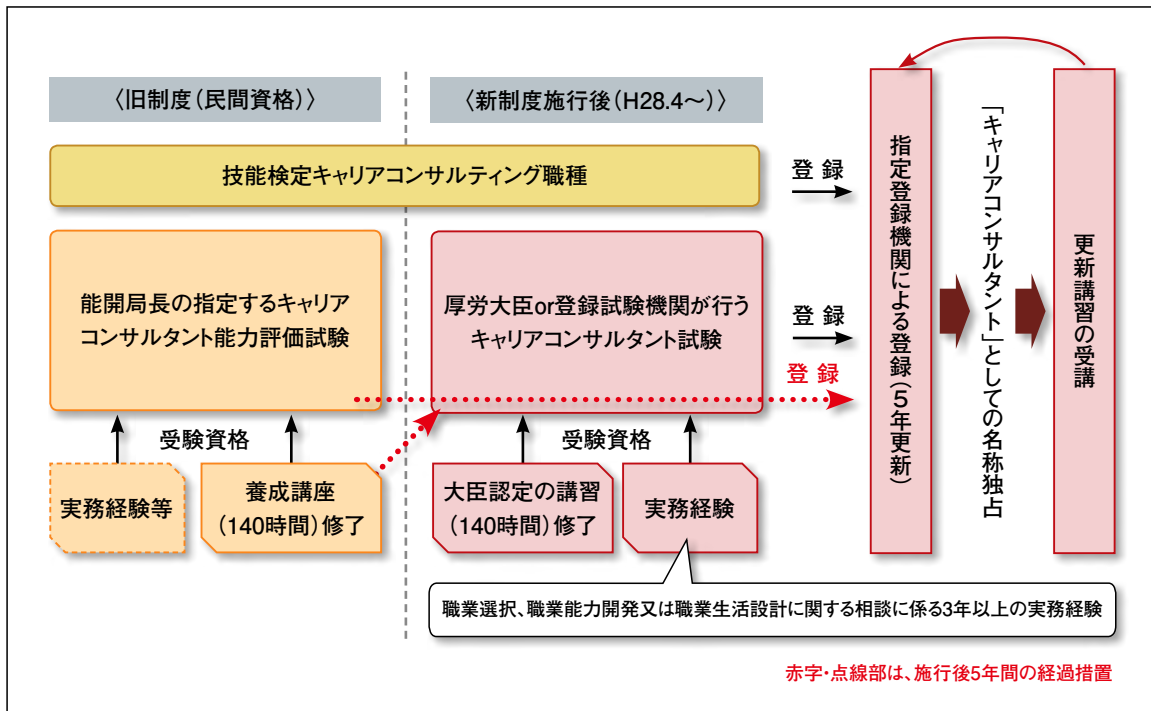 〈旧制度(民間資格)〉
〈新制度施行後(H28.4〜)〉
技能検定キャリアコンサルティング職種
登 録
能開局長の指定するキャリア
コンサルタント能力評価試験
厚労大臣or登録試験機関が行う
キャリアコンサルタント試験
登 録
登 録
受験資格
受験資格
実務経験等
養成講座
(140時間)修了
大臣認定の講習
(140時間)修了
実務経験
職業選択、職業能力開発又は職業生活設計に関する相談に係る3年以上の実務経験
指定登録機関による登録(5年更新)
「キャリアコンサルタント」としての名称独占
更新講習の受講
赤字・点線部は、施行後5年間の経過措置